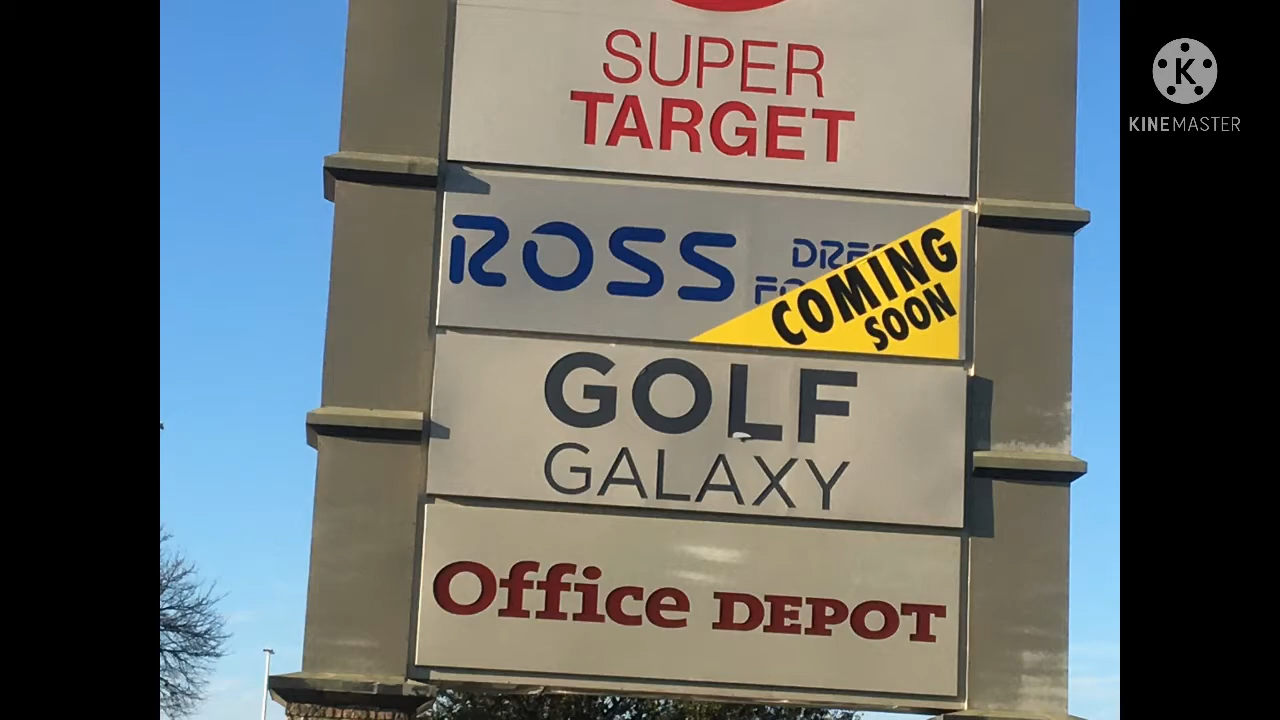 SUPER
TARGET
ROSS
COMING
SOON
GOLF
GALAXY
Office DEPOT
K
KINEMASTER